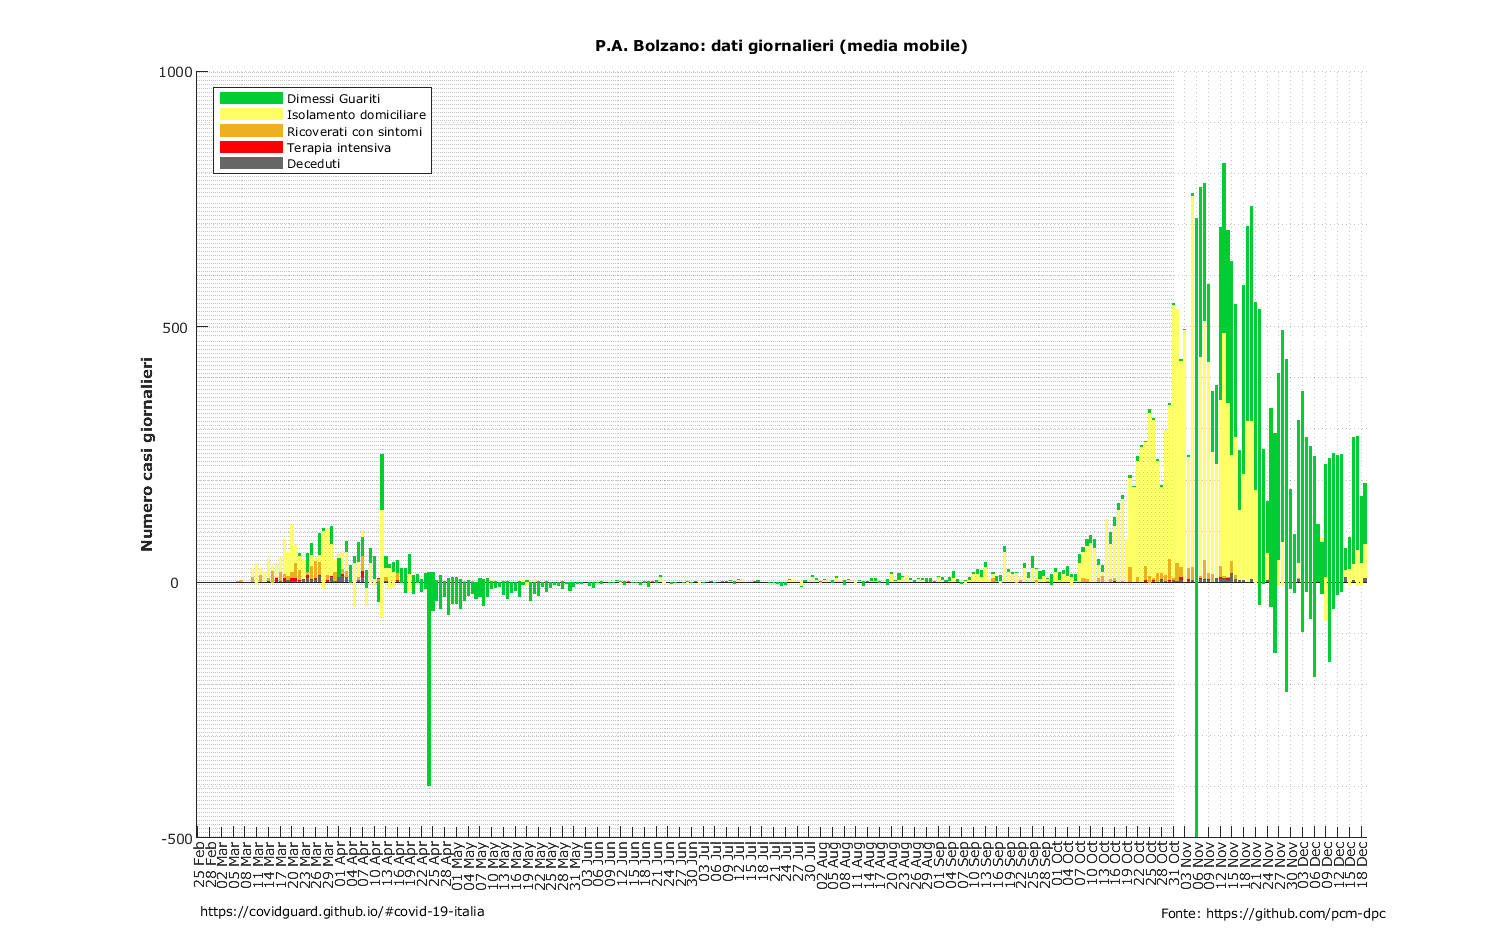 P.A. Bolzano: dati giornalieri (media mobile)
1000
Dimessi Guariti
Isolamento domiciliare
Ricoverati con sintomi
Terapia intensiva
Deceduti
500
Numero casi giornalieri
0
-500
25 Feb
28 Feb
02 Mar
05 Mar
08 Mar
11 Mar
14 Mar
17 Mar
20 Mar
23 Mar
26 Mar
29 Mar
01 Apr
04 Apr
07 Apr
10 Apr
13 Apr
16 Apr
19 Apr
22 Apr
25 Apr
28 Apr
01 May
04 May
07 May
10 May
13 May
16 May
19 May
22 May
25 May
28 May
31 May
03 Jun
06 Jun
09 Jun
12 Jun
15 Jun
18 Jun
21 Jun
24 Jun
27 Jun
30 Jun
03 Jul
06 Jul
09 Jul
12 Jul
15 Jul
18 Jul
21 Jul
24 Jul
27 Jul
30 Jul
02 Aug
05 Aug
08 Aug
11 Aug
14 Aug
17 Aug
20 Aug
23 Aug
26 Aug
29 Aug
01 Sep
04 Sep
07 Sep
10 Sep
13 Sep
16 Sep
19 Sep
22 Sep
25 Sep
28 Sep
01 Oct
04 Oct
07 Oct
10 Oct
13 Oct
16 Oct
19 Oct
22 Oct
25 Oct
28 Oct
31 Oct
03 Nov
06 Nov
09 Nov
12 Nov
15 Nov
18 Nov
21 Nov
24 Nov
27 Nov
30 Nov
03 Dec
06 Dec
09 Dec
12 Dec
15 Dec
18 Dec
https://covidguard.github.io/#covid-19-italia
Fonte: https://github.com/pcm-dpc